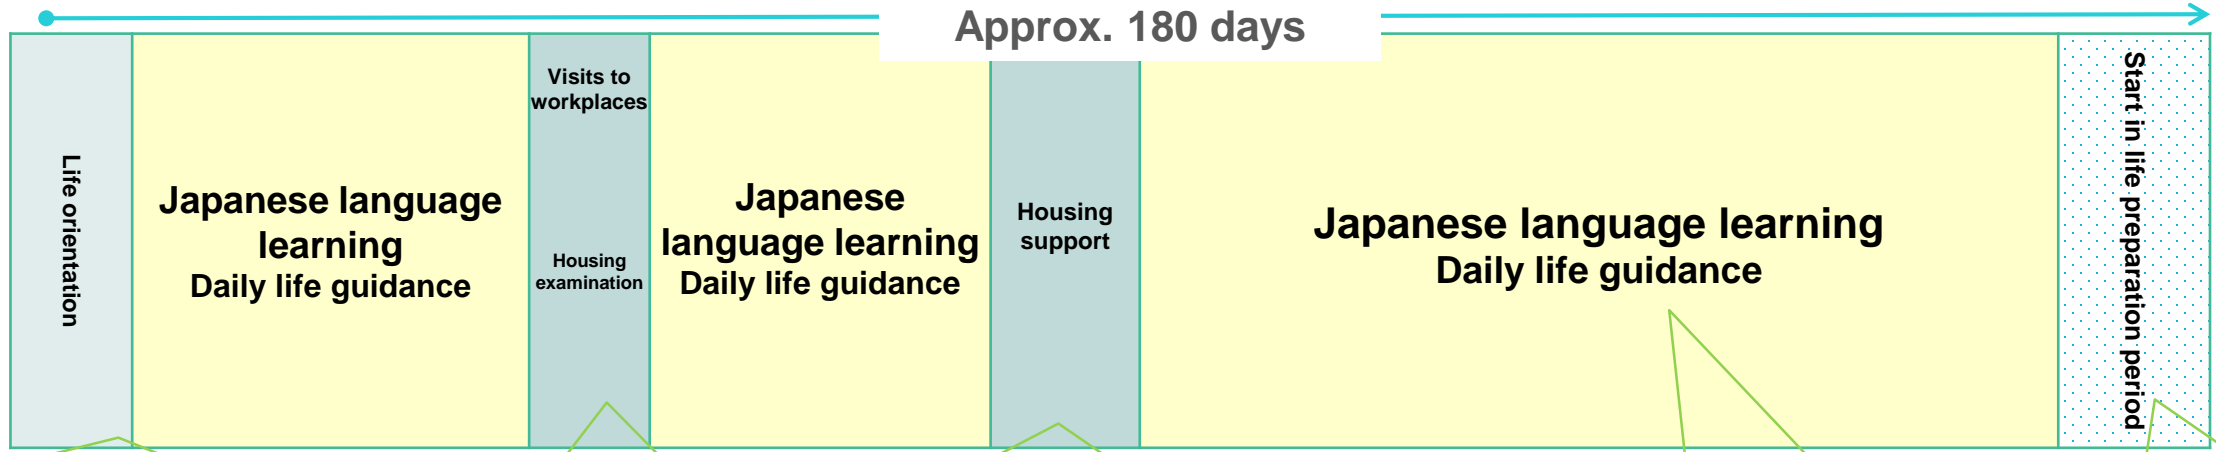 Approx. 180 days
Life orientation
Japanese language
learning
Daily life guidance
Visits to
workplaces
Housing
examination
Japanese
language learning
Daily life guidance
Housing
support
Japanese language learning
Daily life guidance
Start in life preparation period